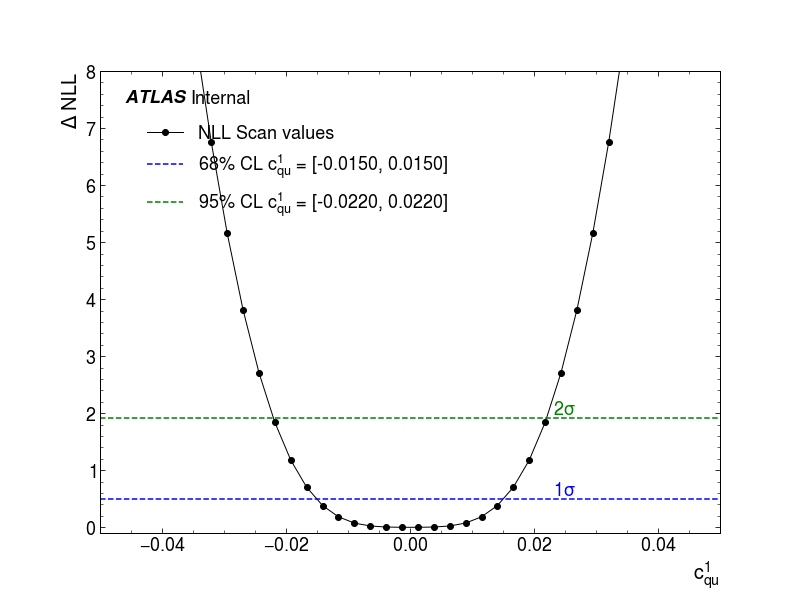 Δ NLL
8
7
6
5
4
3
2
1
0
ATLAS Internal
NLL Scan values
68% CL c¹qu = [-0.0150, 0.0150]
95% CL c¹qu = [-0.0220, 0.0220]
2σ
1σ
−0.04 −0.02 0.00 0.02 0.04
c¹qu